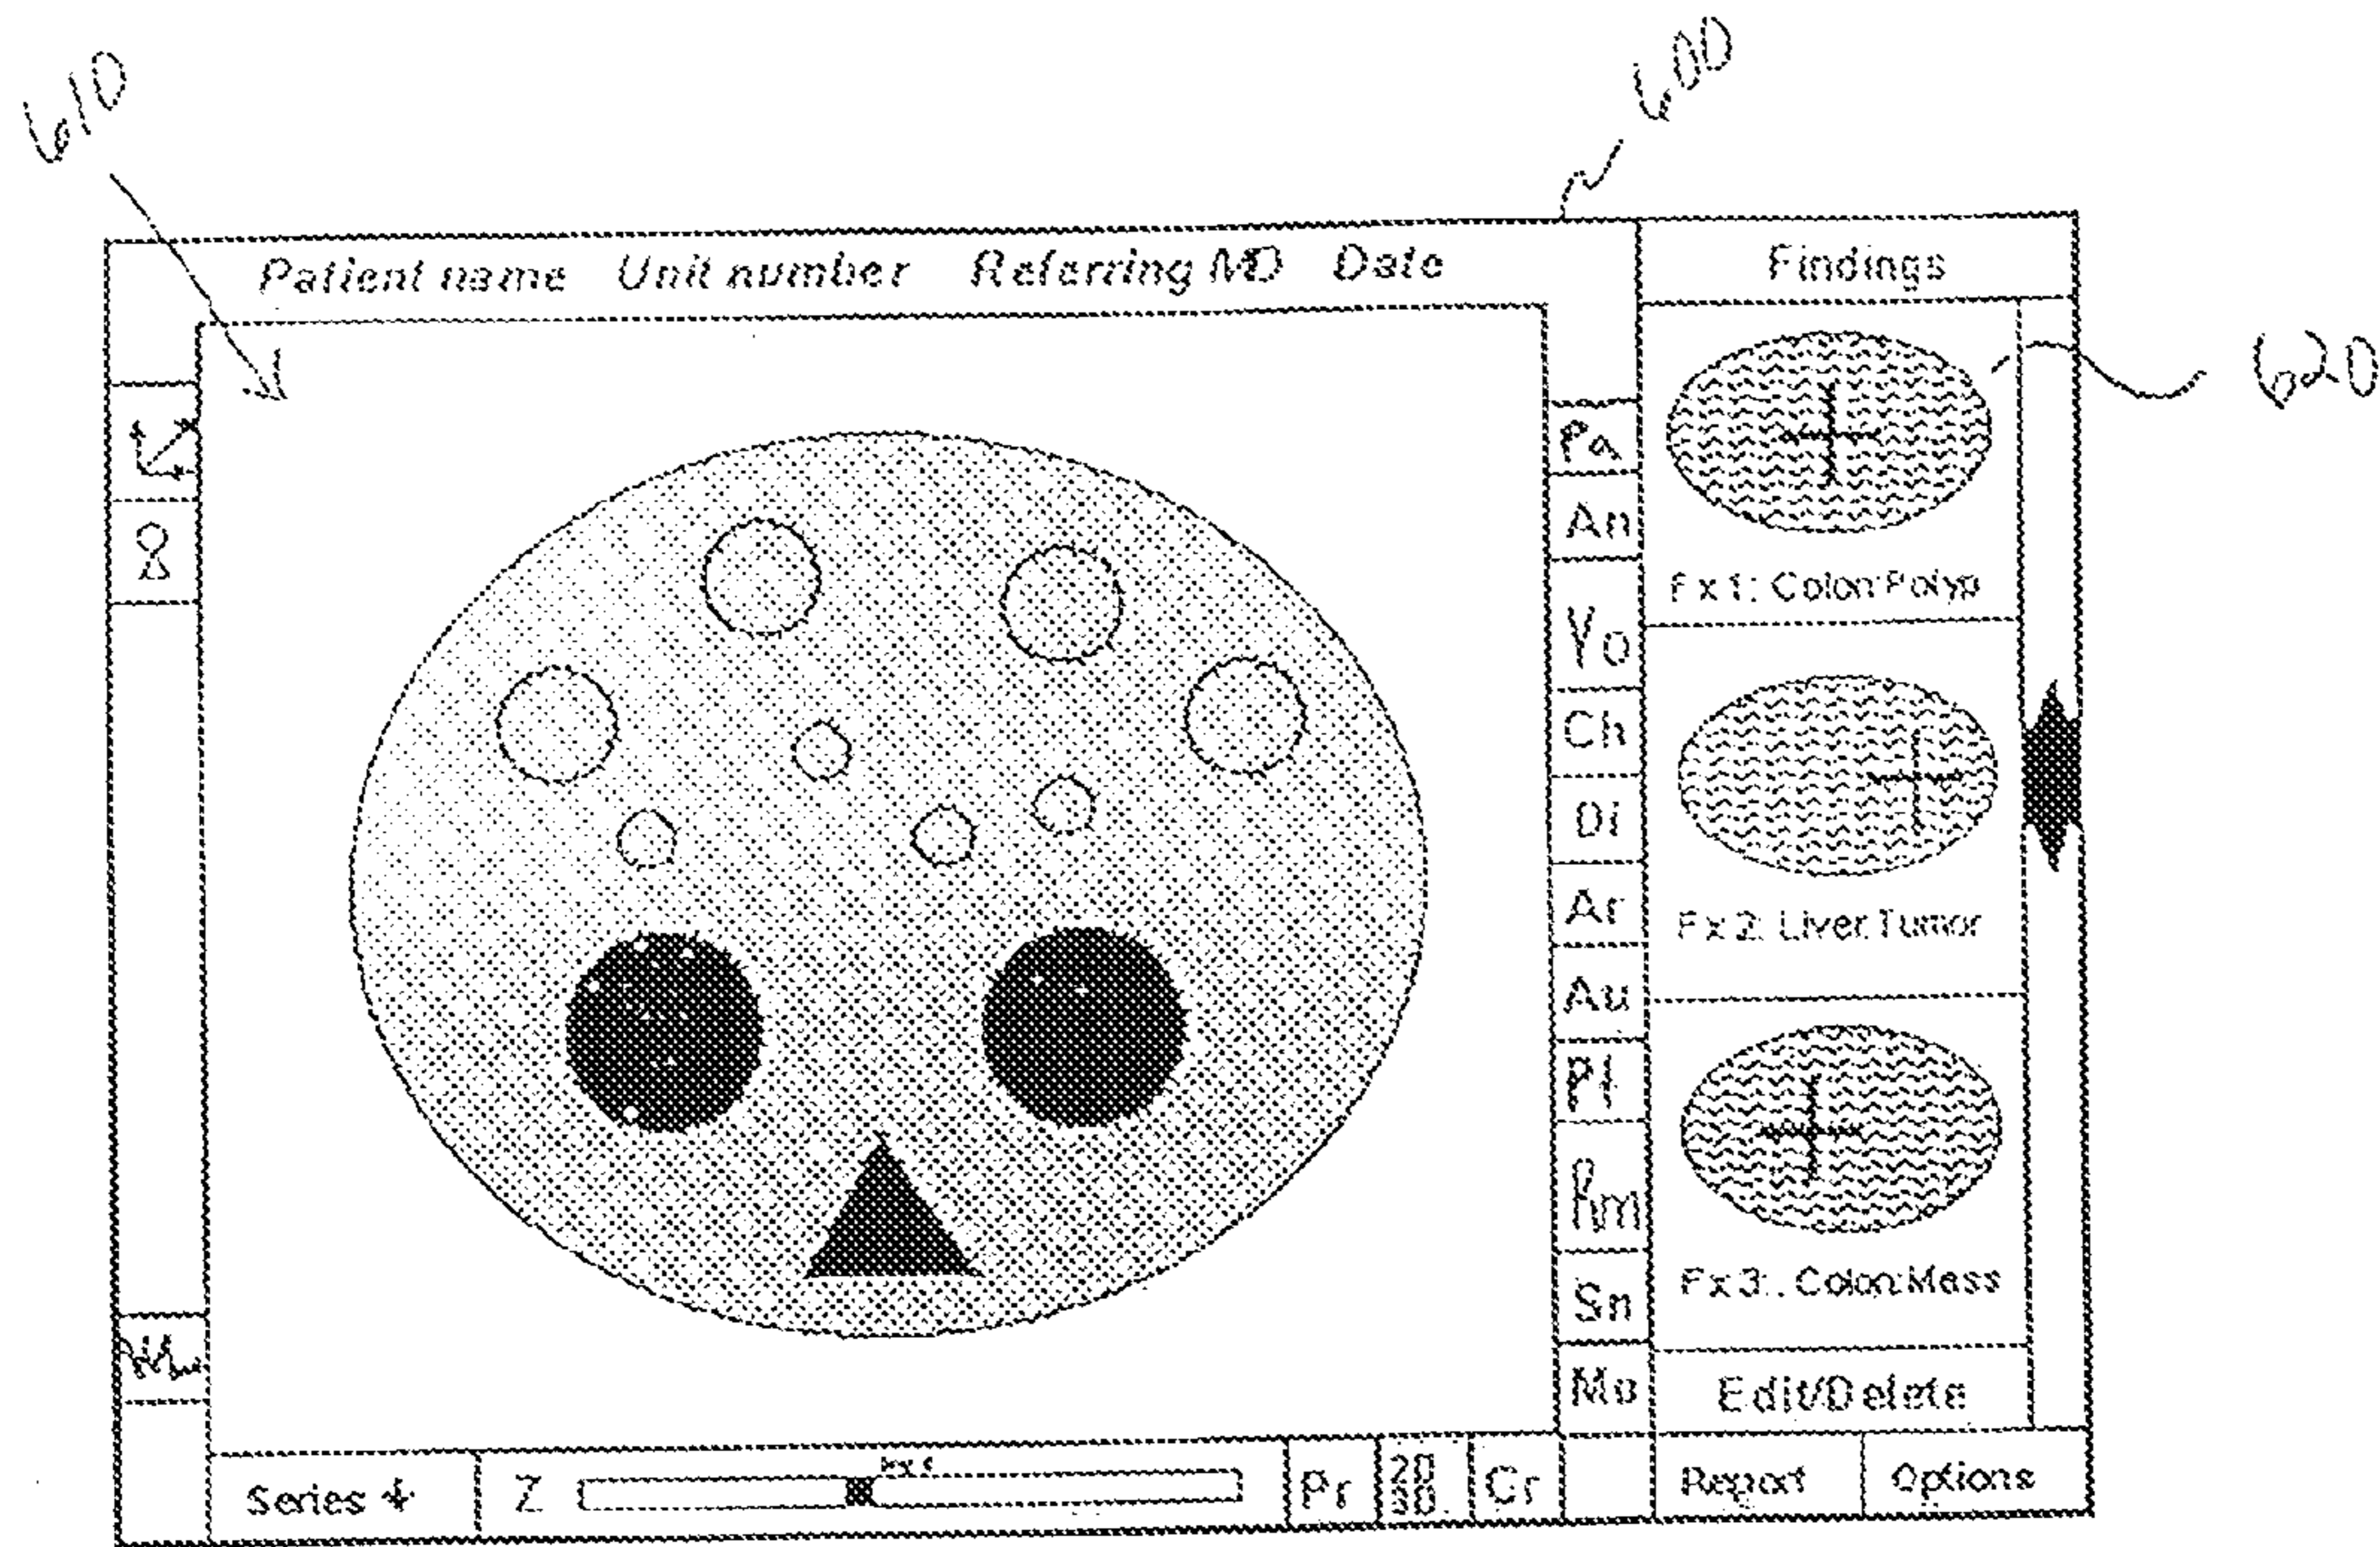 610
600
Patient name Unit number Referring MD Date
Findings
620
Pa
An
Vo
Ch
Di
Ar
Au
Pl
Rm
Sn
Mo
Fx 1: Colon:Polyp
Fx 2: Liver:Tumor
Fx 3: Colon:Mass
Edit/Delete
Series Z Pr 2D Cr Report Options
3D